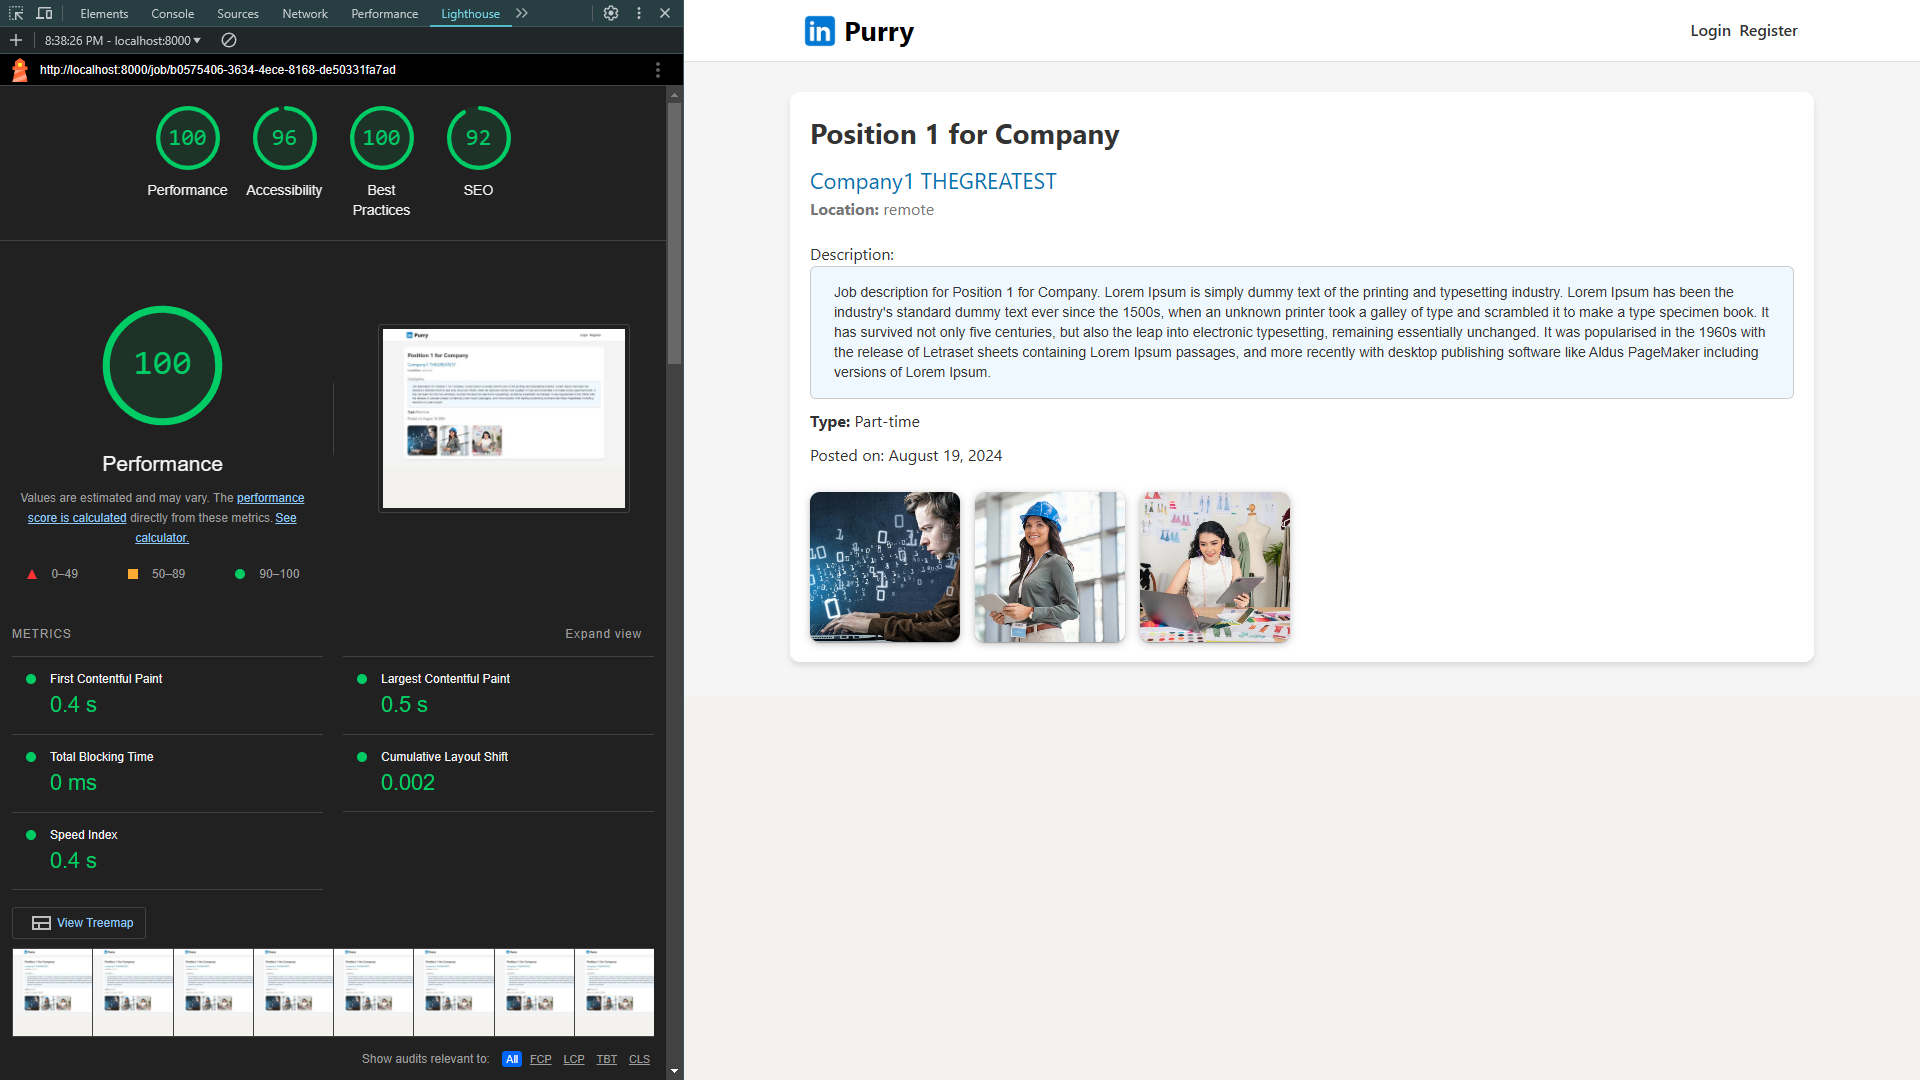 Elements Console Sources Network Performance Lighthouse
8:38:26 PM - localhost:8000
http://localhost:8000/job/b0575406-3634-4ece-8168-de50331fa7ad
100 96 100 92
Performance Accessibility Best Practices SEO
100
Performance
Values are estimated and may vary. The performance
score is calculated directly from these metrics. See
calculator.
0–49 50–89 90–100
METRICS
Expand view
First Contentful Paint
0.4 s
Largest Contentful Paint
0.5 s
Total Blocking Time
0 ms
Cumulative Layout Shift
0.002
Speed Index
0.4 s
View Treemap
Show audits relevant to: All FCP LCP TBT CLS
in Purry
Login Register
Position 1 for Company
Company1 THEGREATEST
Location: remote
Description:
Job description for Position 1 for Company. Lorem Ipsum is simply dummy text of the printing and typesetting industry. Lorem Ipsum has been the
industry's standard dummy text ever since the 1500s, when an unknown printer took a galley of type and scrambled it to make a type specimen book. It
has survived not only five centuries, but also the leap into electronic typesetting, remaining essentially unchanged. It was popularised in the 1960s with
the release of Letraset sheets containing Lorem Ipsum passages, and more recently with desktop publishing software like Aldus PageMaker including
versions of Lorem Ipsum.
Type: Part-time
Posted on: August 19, 2024